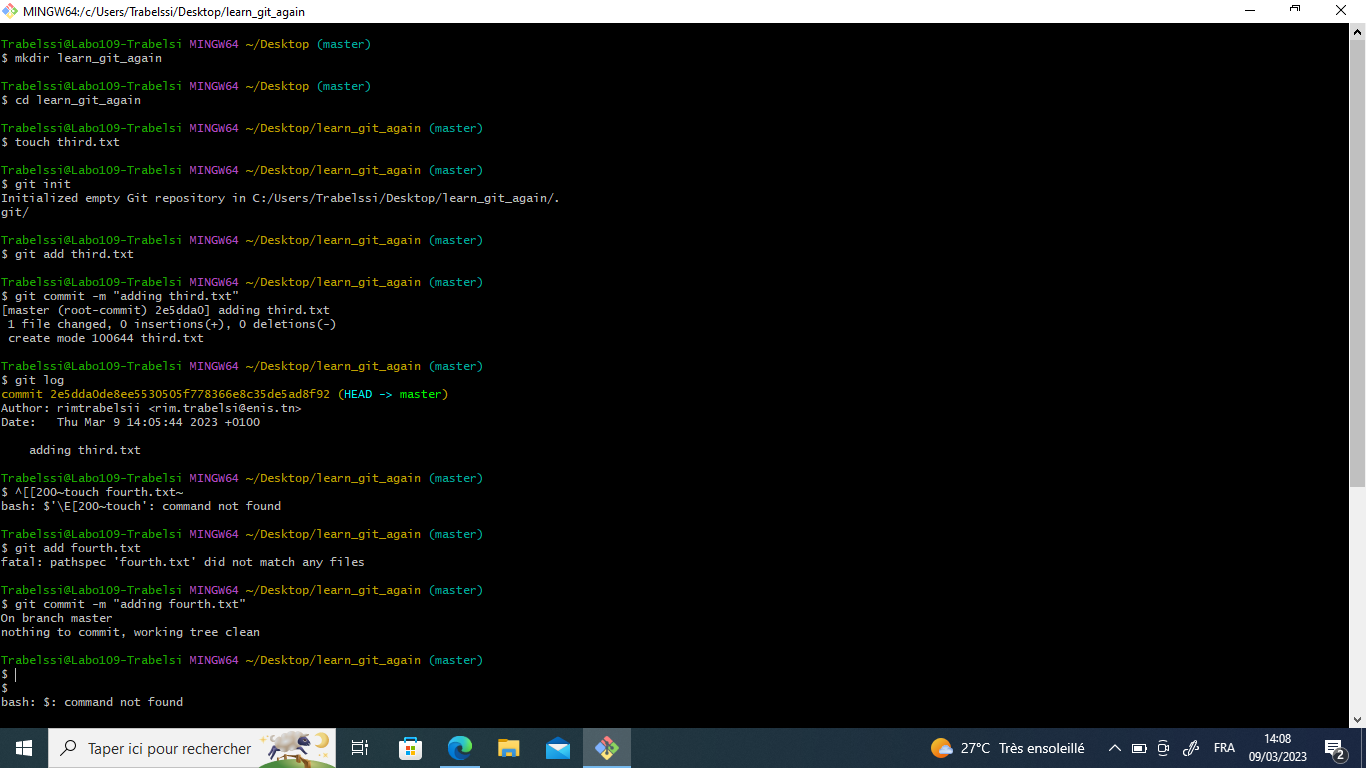 MINGW64:/c/Users/Trabelssi/Desktop/learn_git_again
Trabelssi@Labo109-Trabelsi MINGW64 ~/Desktop (master)
$ mkdir learn_git_again
Trabelssi@Labo109-Trabelsi MINGW64 ~/Desktop (master)
$ cd learn_git_again
Trabelssi@Labo109-Trabelsi MINGW64 ~/Desktop/learn_git_again (master)
$ touch third.txt
Trabelssi@Labo109-Trabelsi MINGW64 ~/Desktop/learn_git_again (master)
$ git init
Initialized empty Git repository in C:/Users/Trabelssi/Desktop/learn_git_again/.
git/
Trabelssi@Labo109-Trabelsi MINGW64 ~/Desktop/learn_git_again (master)
$ git add third.txt
Trabelssi@Labo109-Trabelsi MINGW64 ~/Desktop/learn_git_again (master)
$ git commit -m "adding third.txt"
[master (root-commit) 2e5dda0] adding third.txt
1 file changed, 0 insertions(+), 0 deletions(-)
create mode 100644 third.txt
Trabelssi@Labo109-Trabelsi MINGW64 ~/Desktop/learn_git_again (master)
$ git log
commit 2e5dda0de8ee5530505f778366e8c35de5ad8f92 (HEAD -> master)
Author: rimtrabelsii <rim.trabelsi@enis.tn>
Date:   Thu Mar 9 14:05:44 2023 +0100
adding third.txt
Trabelssi@Labo109-Trabelsi MINGW64 ~/Desktop/learn_git_again (master)
$ ^[[200~touch fourth.txt~
bash: $'\E[200~touch': command not found
Trabelssi@Labo109-Trabelsi MINGW64 ~/Desktop/learn_git_again (master)
$ git add fourth.txt
fatal: pathspec 'fourth.txt' did not match any files
Trabelssi@Labo109-Trabelsi MINGW64 ~/Desktop/learn_git_again (master)
$ git commit -m "adding fourth.txt"
On branch master
nothing to commit, working tree clean
Trabelssi@Labo109-Trabelsi MINGW64 ~/Desktop/learn_git_again (master)
$
$
bash: $: command not found
Taper ici pour rechercher
27°C Très ensoleillé
FRA
14:08
09/03/2023
2